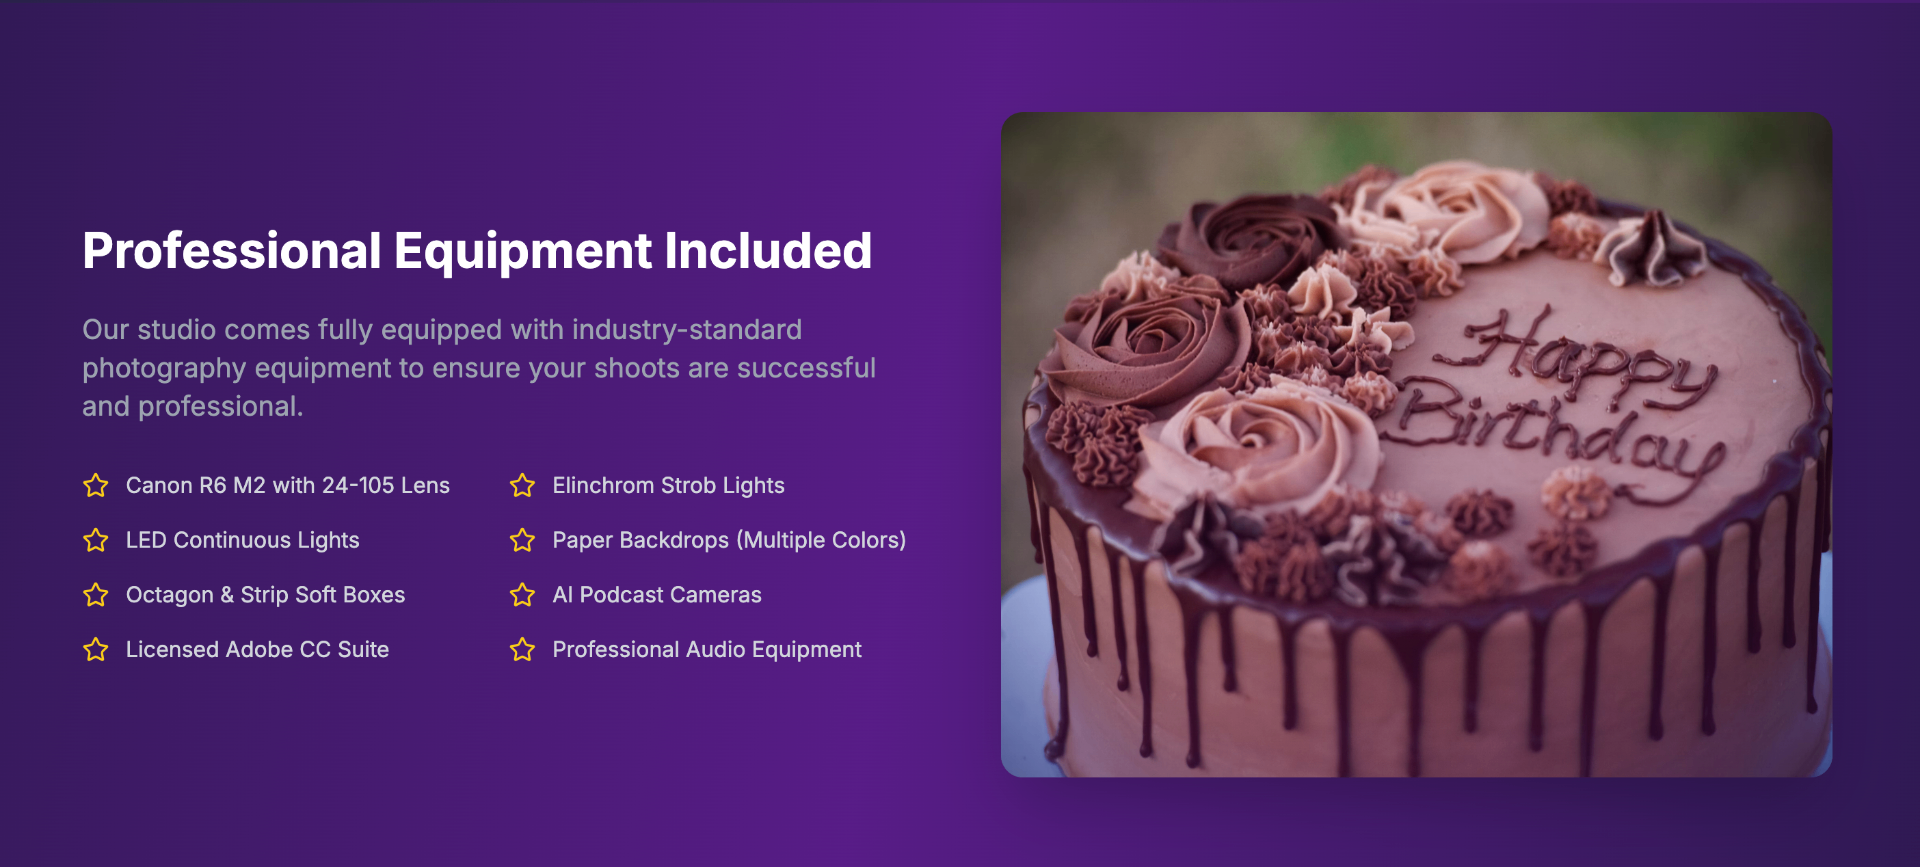 Professional Equipment Included
Our studio comes fully equipped with industry-standard
photography equipment to ensure your shoots are successful
and professional.
Canon R6 M2 with 24-105 Lens
Elinchrom Strob Lights
LED Continuous Lights
Paper Backdrops (Multiple Colors)
Octagon & Strip Soft Boxes
AI Podcast Cameras
Licensed Adobe CC Suite
Professional Audio Equipment
Happy
Birthday